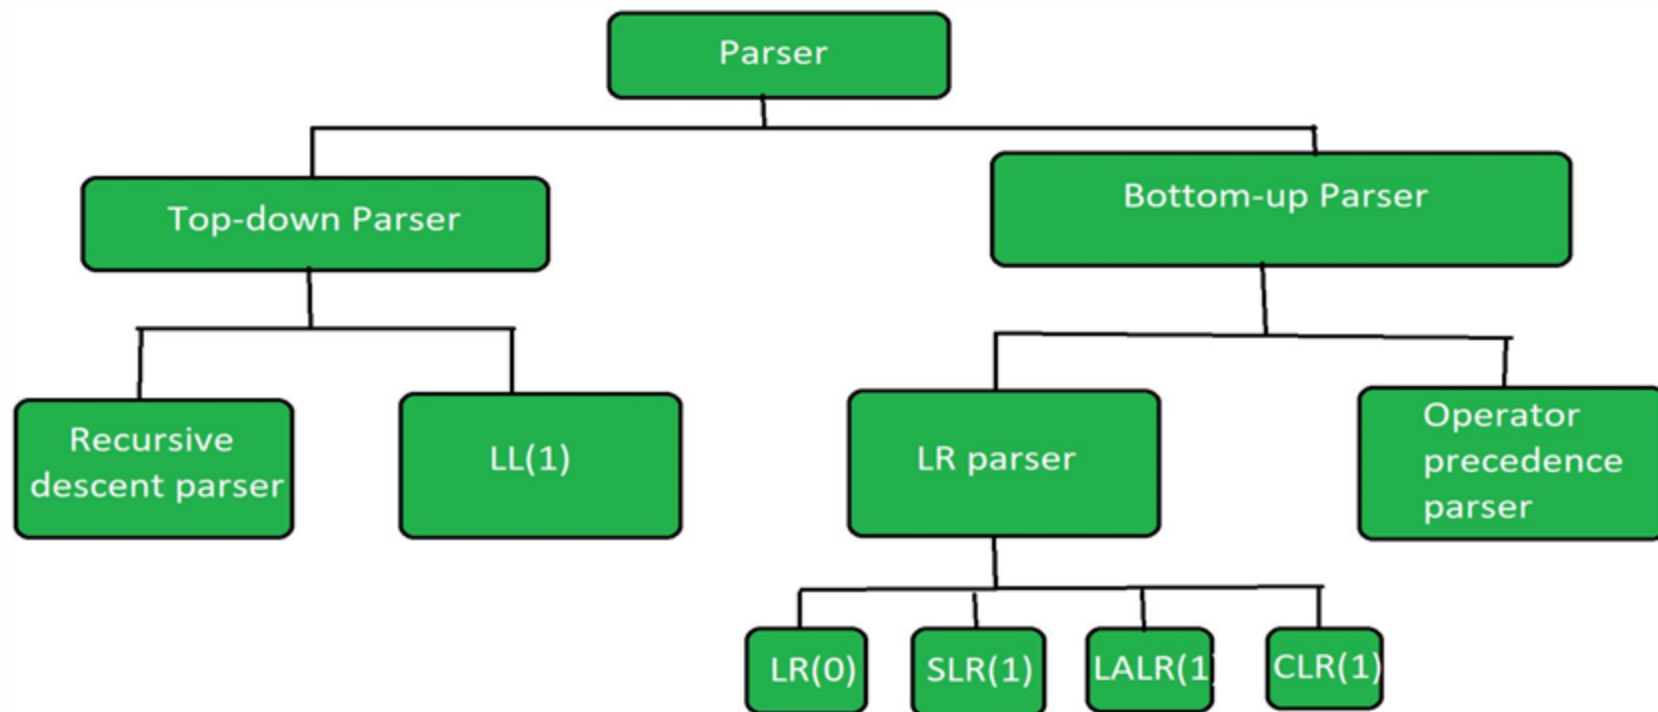 Parser
Top-down Parser
Bottom-up Parser
Recursive
descent parser
LL(1)
LR parser
Operator
precedence
parser
LR(0)
SLR(1)
LALR(1)
CLR(1)